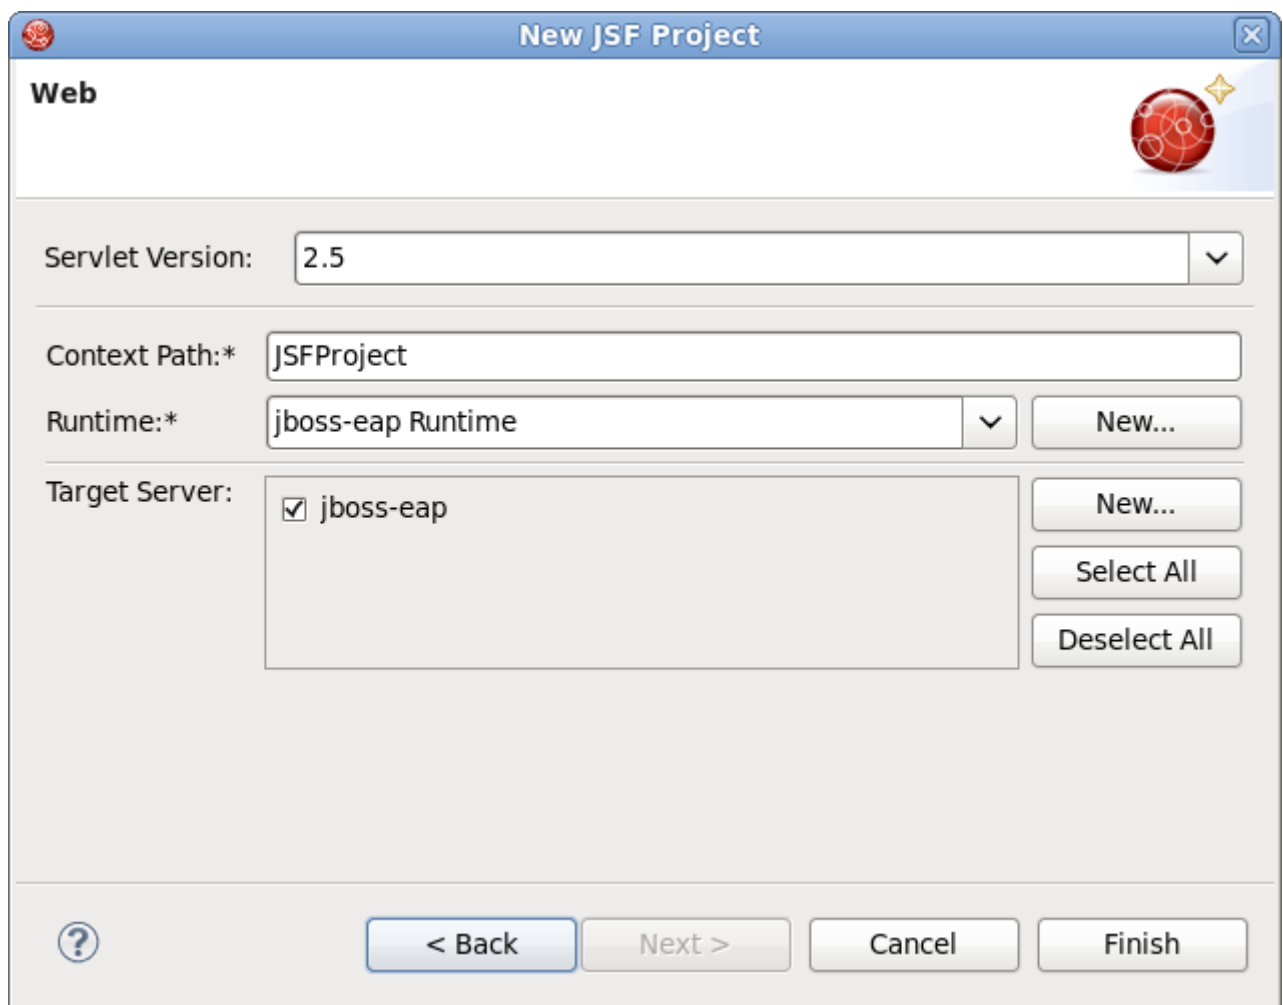 New JSF Project
Web
Servlet Version: 2.5
Context Path:* JSFProject
Runtime:* jboss-eap Runtime New...
Target Server: jboss-eap New...
Select All
Deselect All
? < Back Next > Cancel Finish